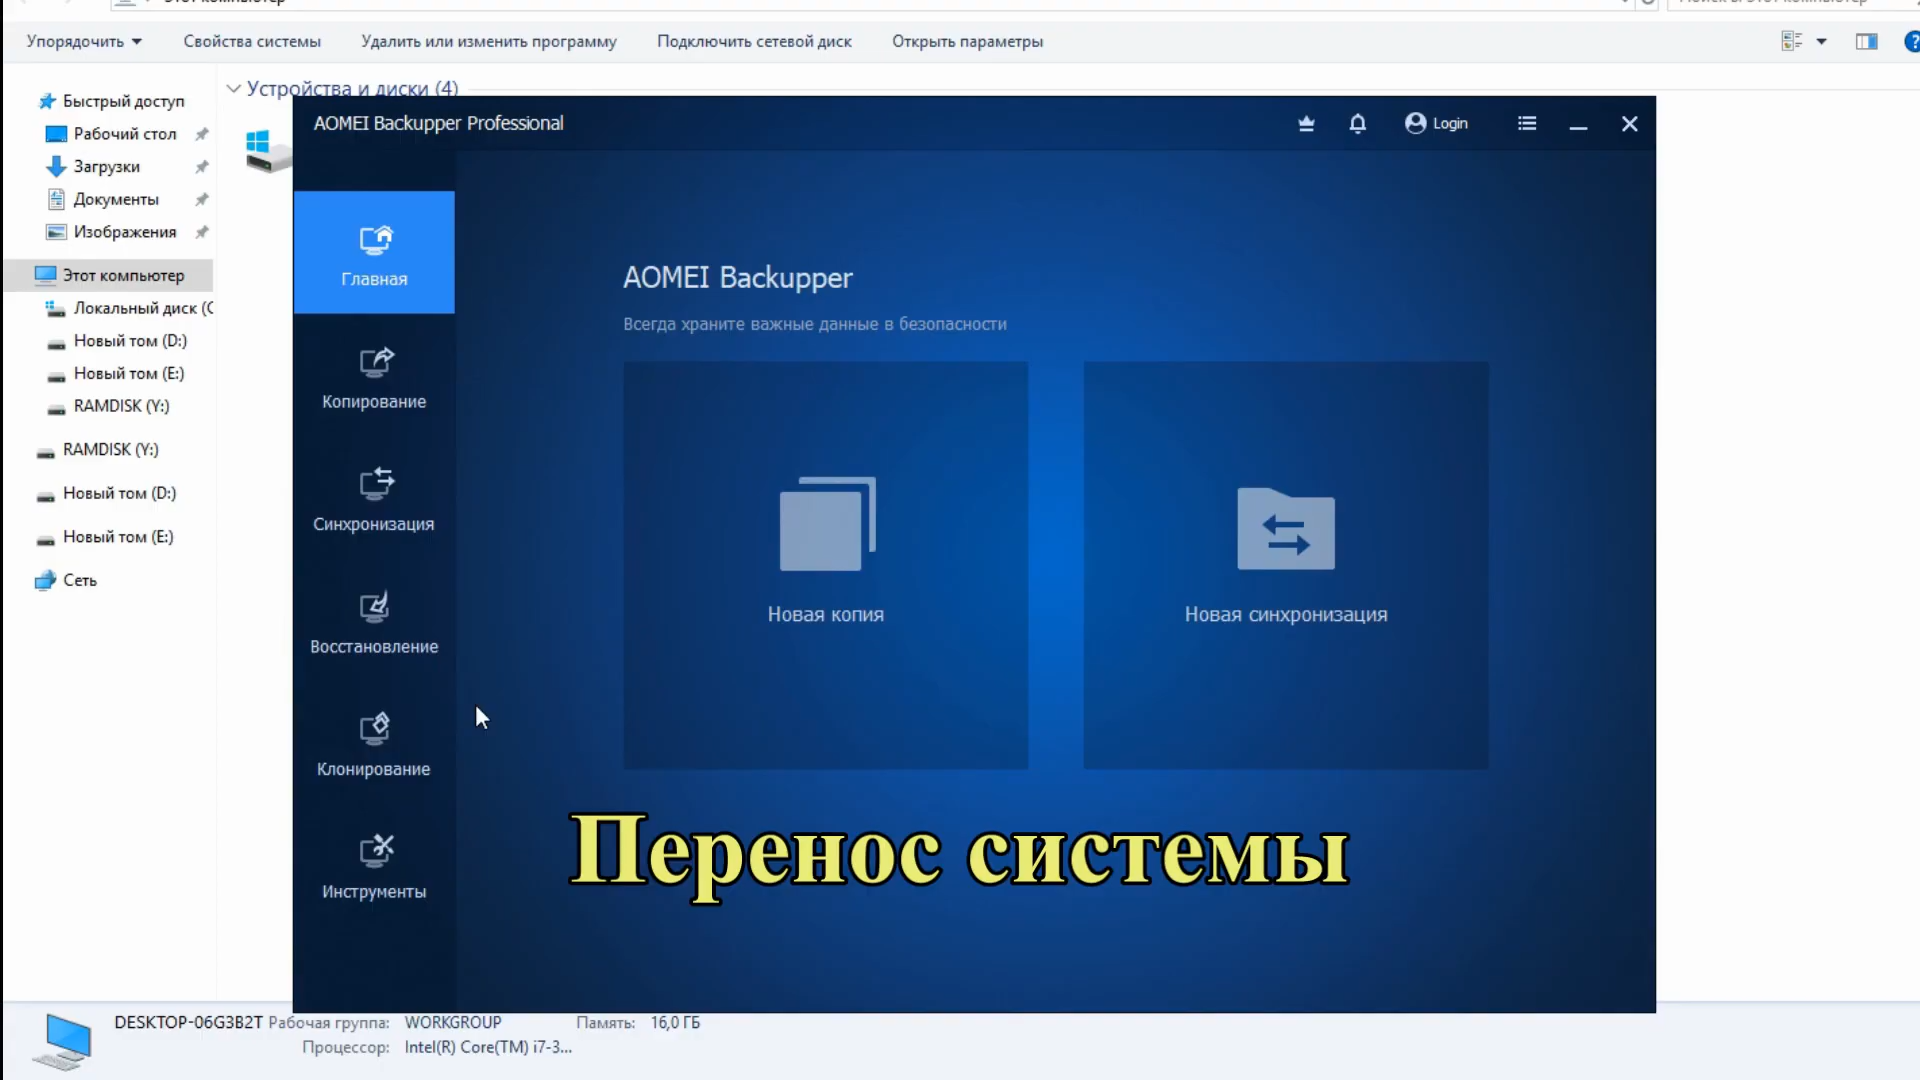 Упорядочить
Свойства системы
Удалить или изменить программу
Подключить сетевой диск
Открыть параметры
Быстрый доступ
Рабочий стол
Загрузки
Документы
Изображения
Этот компьютер
Локальный диск (C
Новый том (D:)
Новый том (E:)
RAMDISK (Y:)
RAMDISK (Y:)
Новый том (D:)
Новый том (E:)
Сеть
Устройства и диски (4)
AOMEI Backupper Professional
Login
Главная
Копирование
Синхронизация
Восстановление
Клонирование
Инструменты
AOMEI Backupper
Всегда храните важные данные в безопасности
Новая копия
Новая синхронизация
Перенос системы
DESKTOP-06G3B2T Рабочая группа: WORKGROUP Память: 16,0 ГБ
Процессор: Intel(R) Core(TM) i7-3...